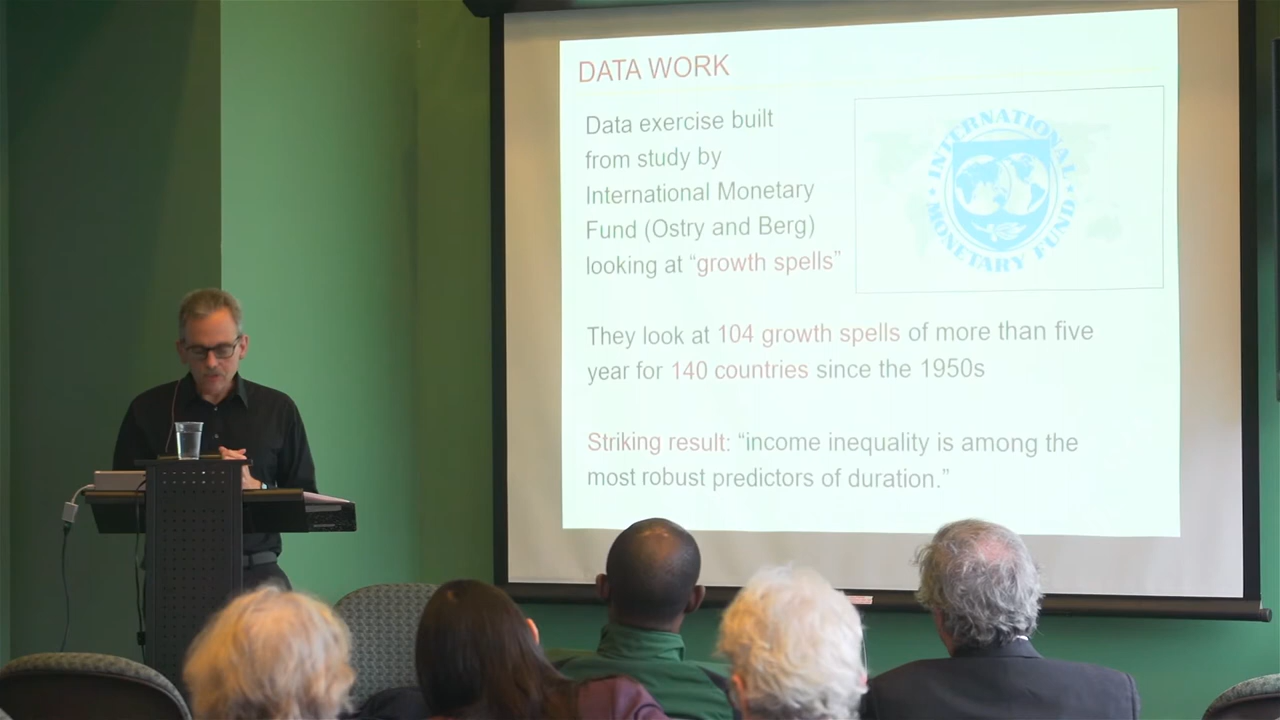 DATA WORK
Data exercise built
from study by
International Monetary
Fund (Ostry and Berg)
looking at “growth spells”
INTERNATIONAL
MONETARY FUND
They look at 104 growth spells of more than five
year for 140 countries since the 1950s
Striking result: “income inequality is among the
most robust predictors of duration.”